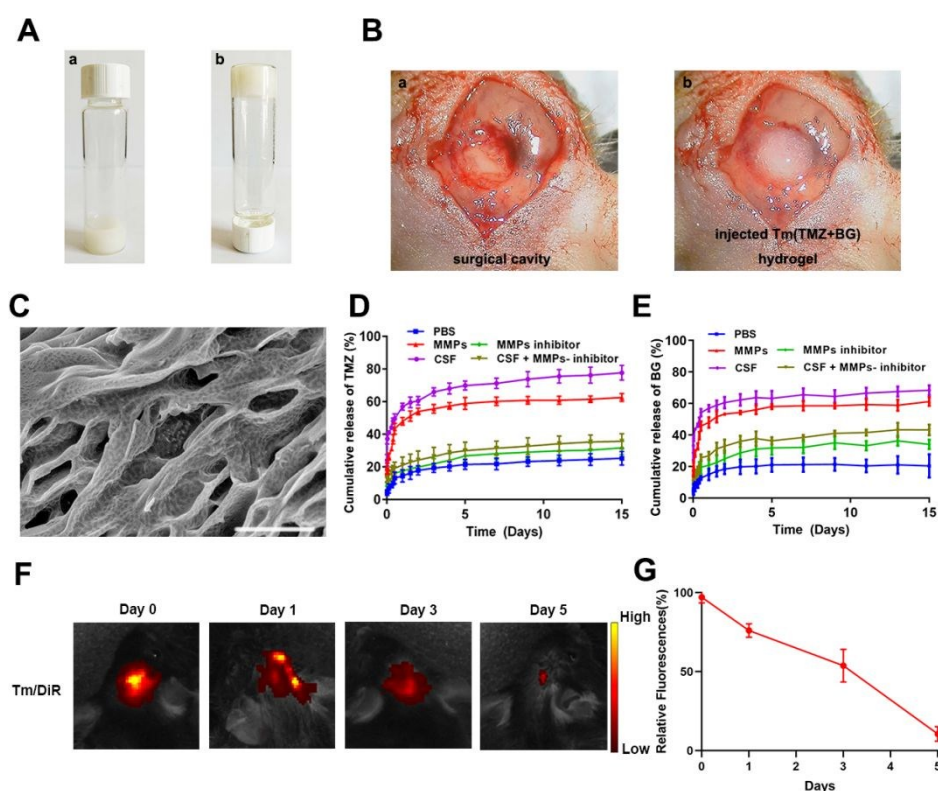 A
a
b
B
a
surgical cavity
b
injected Tm(TMZ+BG)
hydrogel
C
D
Cumulative release of TMZ (%)
100
80
60
40
20
0
PBS
MMPs
MMPs inhibitor
CSF
CSF + MMPs- inhibitor
0
5
10
15
Time (Days)
E
Cumulative release of BG (%)
100
80
60
40
20
0
PBS
MMPs
MMPs inhibitor
CSF
CSF + MMPs- inhibitor
0
5
10
15
Time (Days)
F
Day 0
Day 1
Day 3
Day 5
Tm/DiR
High
Low
G
Relative Fluorescences(%)
100
50
0
0
1
2
3
4
5
Days